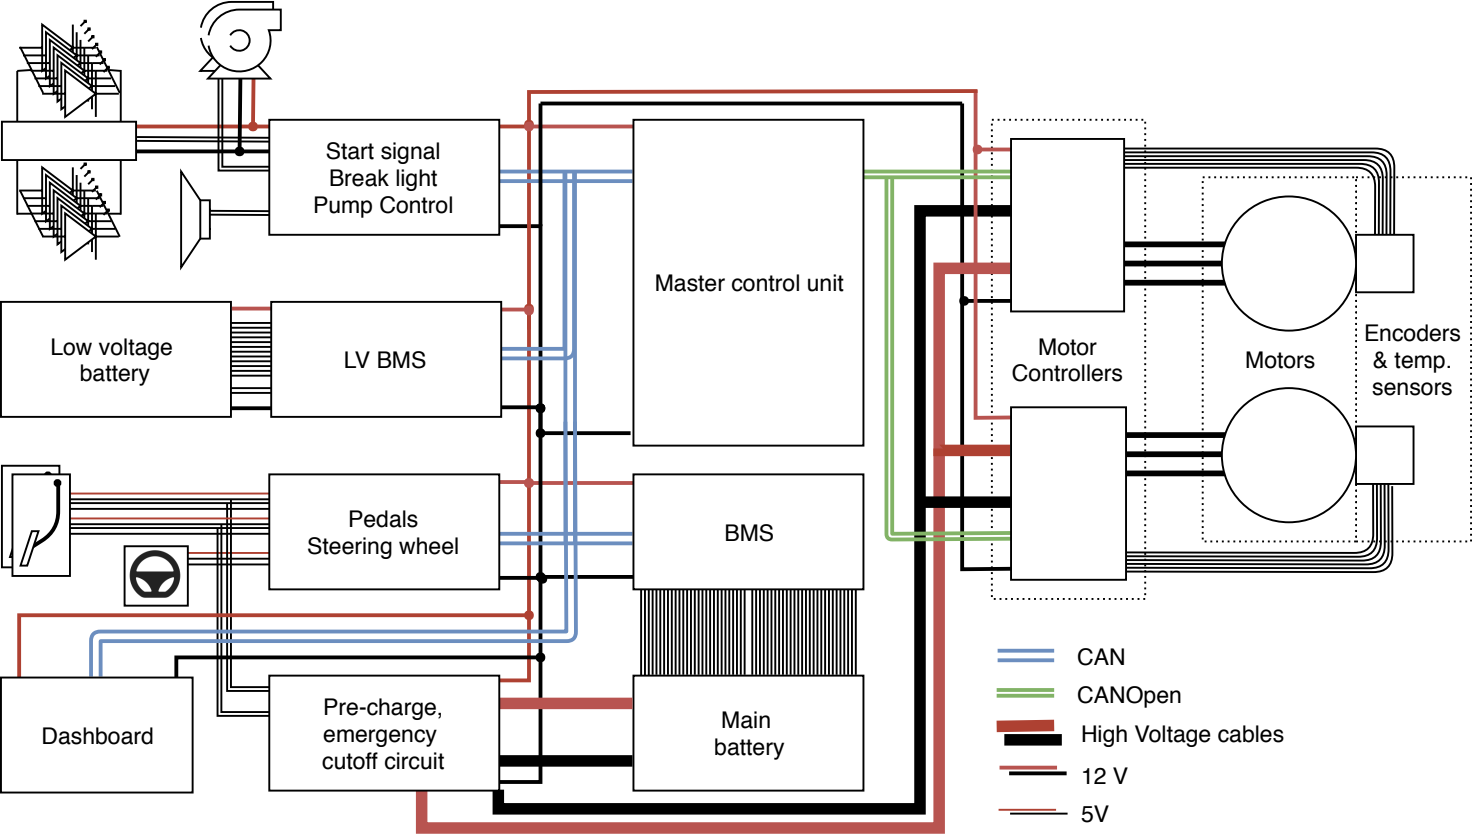 Start signal
Break light
Pump Control
Master control unit
Low voltage
battery
LV BMS
Motor
Controllers
Motors
Encoders
& temp.
sensors
Pedals
Steering wheel
BMS
Dashboard
Pre-charge,
emergency
cutoff circuit
Main
battery
CAN
CANOpen
High Voltage cables
12 V
5V